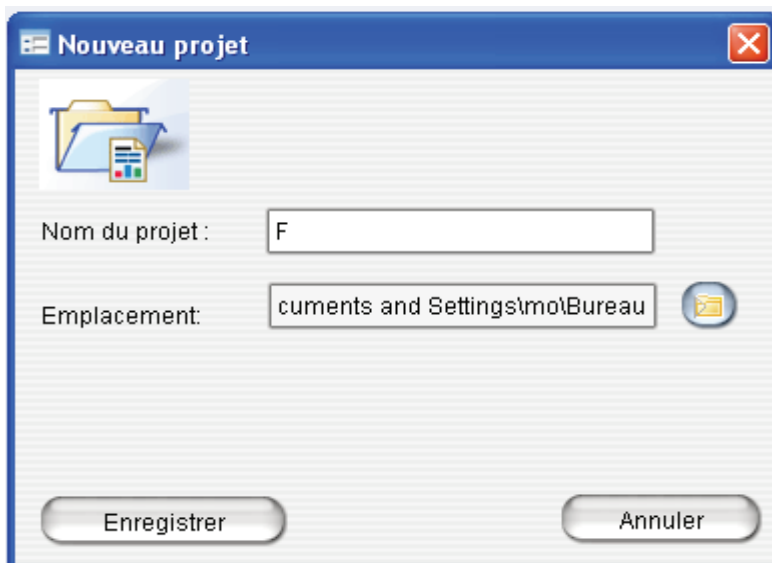 Nouveau projet
Nom du projet :
F
Emplacement:
cuments and Settings\mo\Bureau
Enregistrer
Annuler